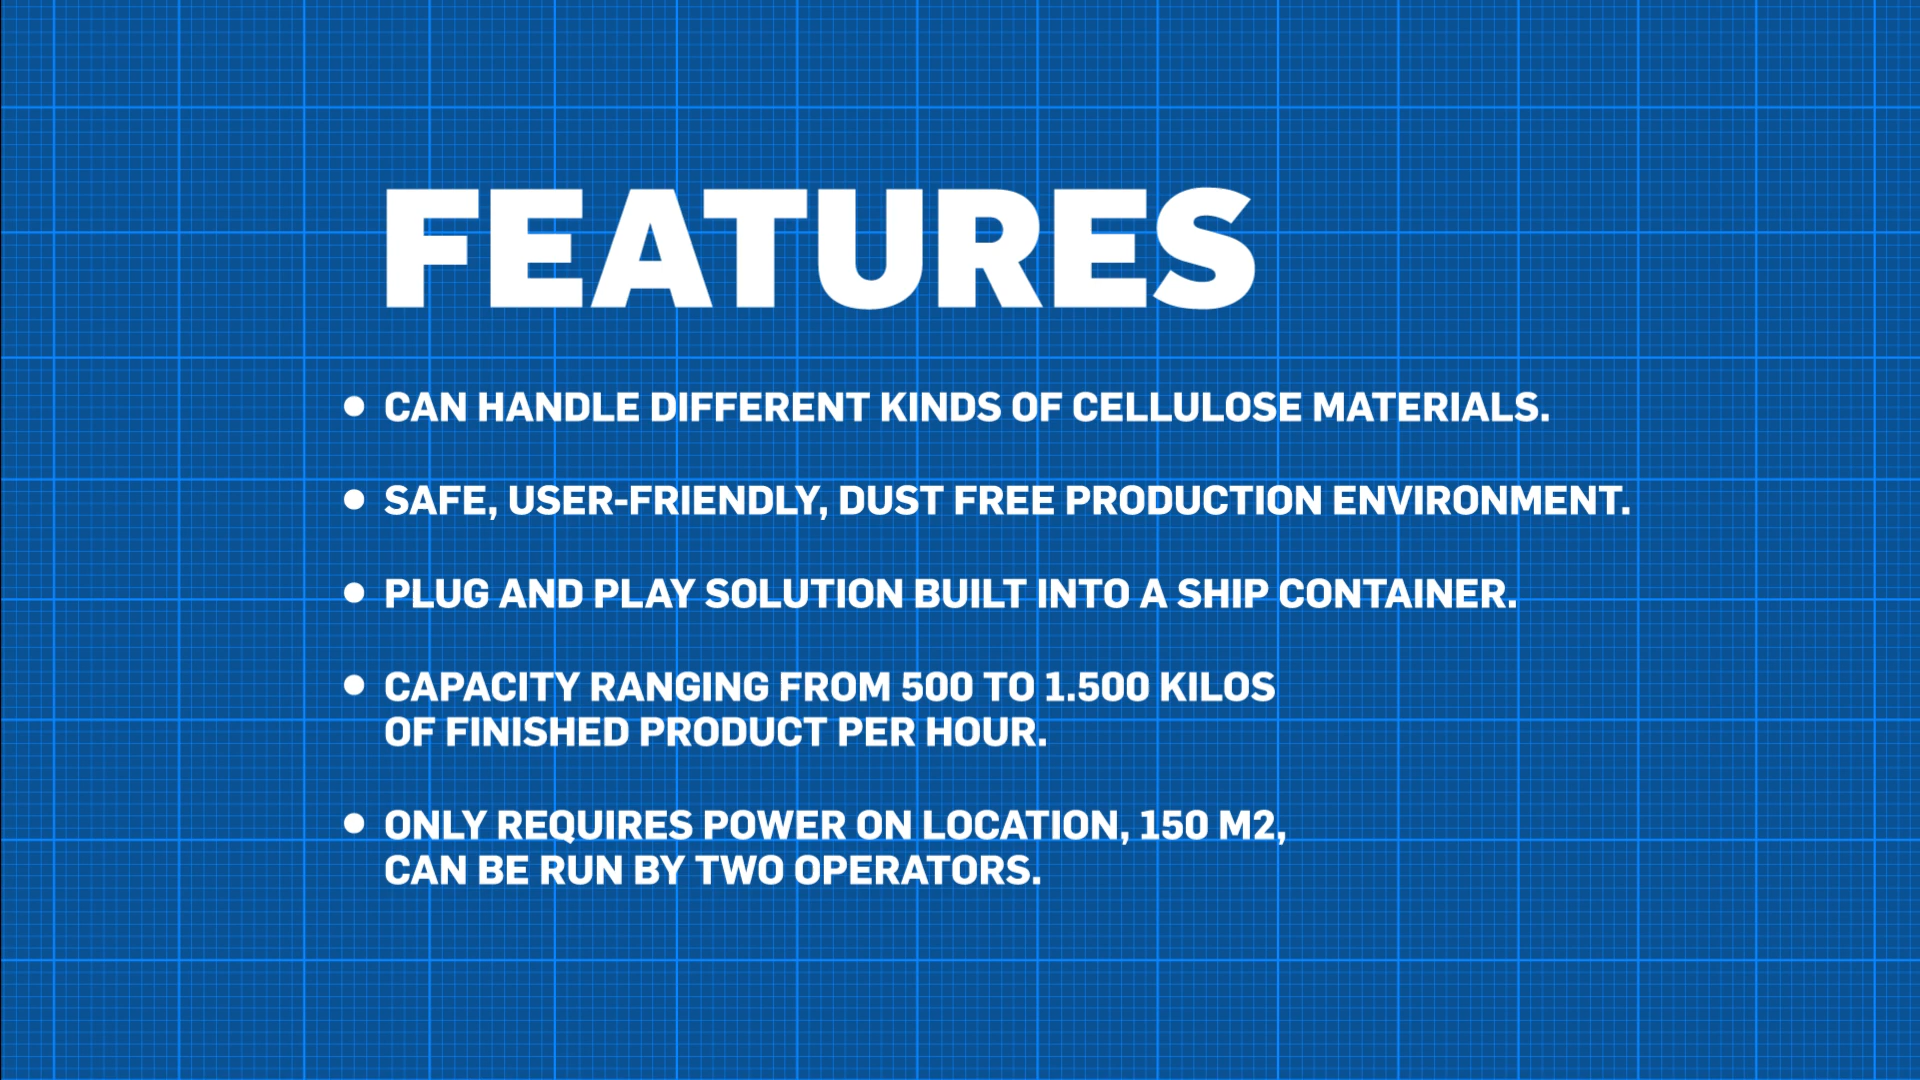 FEATURES
• CAN HANDLE DIFFERENT KINDS OF CELLULOSE MATERIALS.
• SAFE, USER-FRIENDLY, DUST FREE PRODUCTION ENVIRONMENT.
• PLUG AND PLAY SOLUTION BUILT INTO A SHIP CONTAINER.
• CAPACITY RANGING FROM 500 TO 1.500 KILOS
OF FINISHED PRODUCT PER HOUR.
• ONLY REQUIRES POWER ON LOCATION, 150 M2,
CAN BE RUN BY TWO OPERATORS.